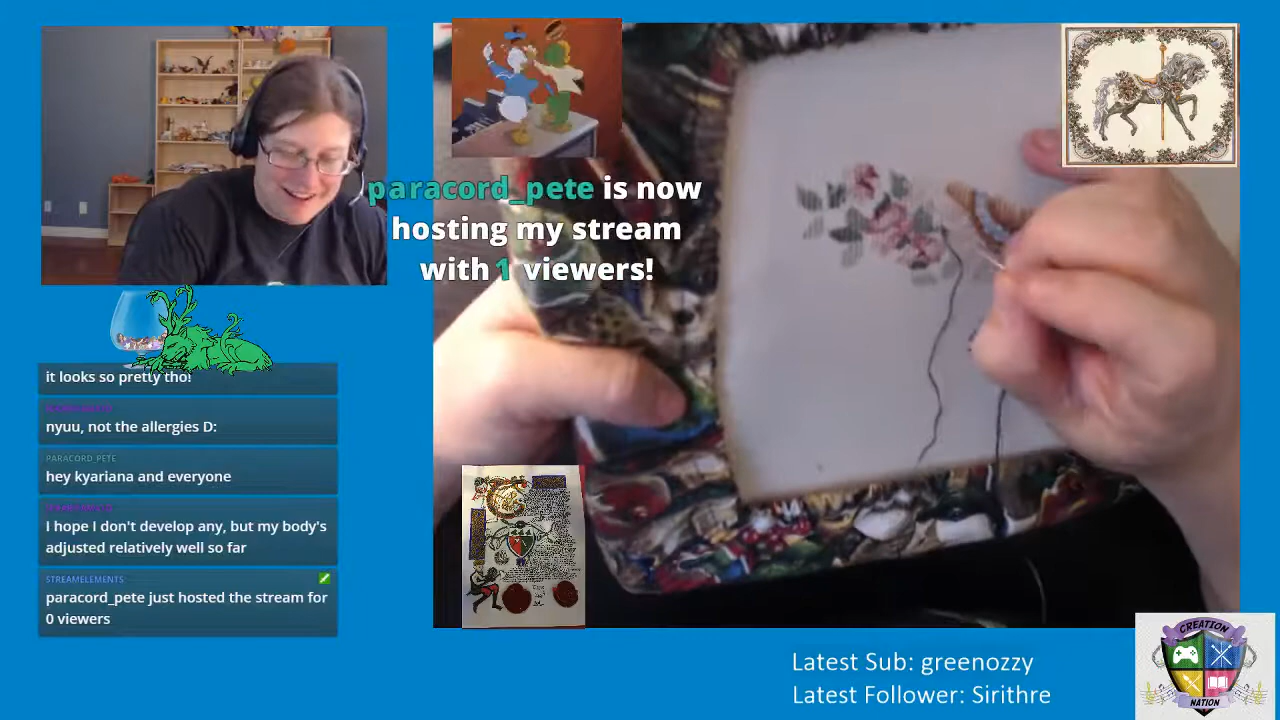 paracord_pete is now
hosting my stream
with 1 viewers!
it looks so pretty tho!
nyuu, not the allergies D:
PARACORD_PETE
hey kyariana and everyone
I hope I don't develop any, but my body's
adjusted relatively well so far
STREAMELEMENTS
paracord_pete just hosted the stream for
0 viewers
Latest Sub: greenozzy
Latest Follower: Sirithre
CREATION
NATION